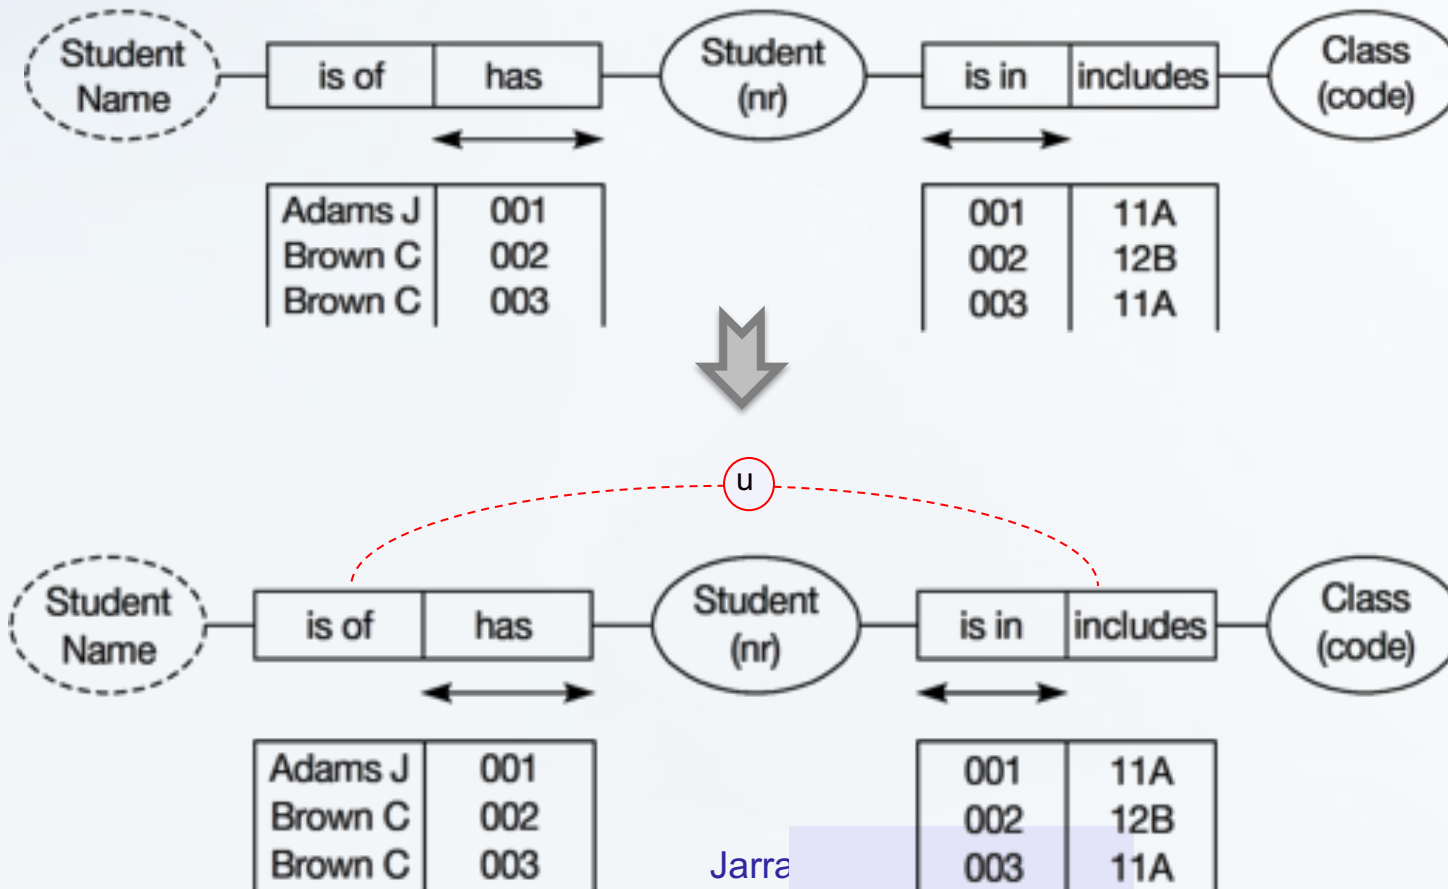 Student
Name
is of
has
Student
(nr)
is in
includes
Class
(code)
Adams J 001
Brown C 002
Brown C 003
001 11A
002 12B
003 11A
u
Student
Name
is of
has
Student
(nr)
is in
includes
Class
(code)
Adams J 001
Brown C 002
Brown C 003
001 11A
002 12B
003 11A